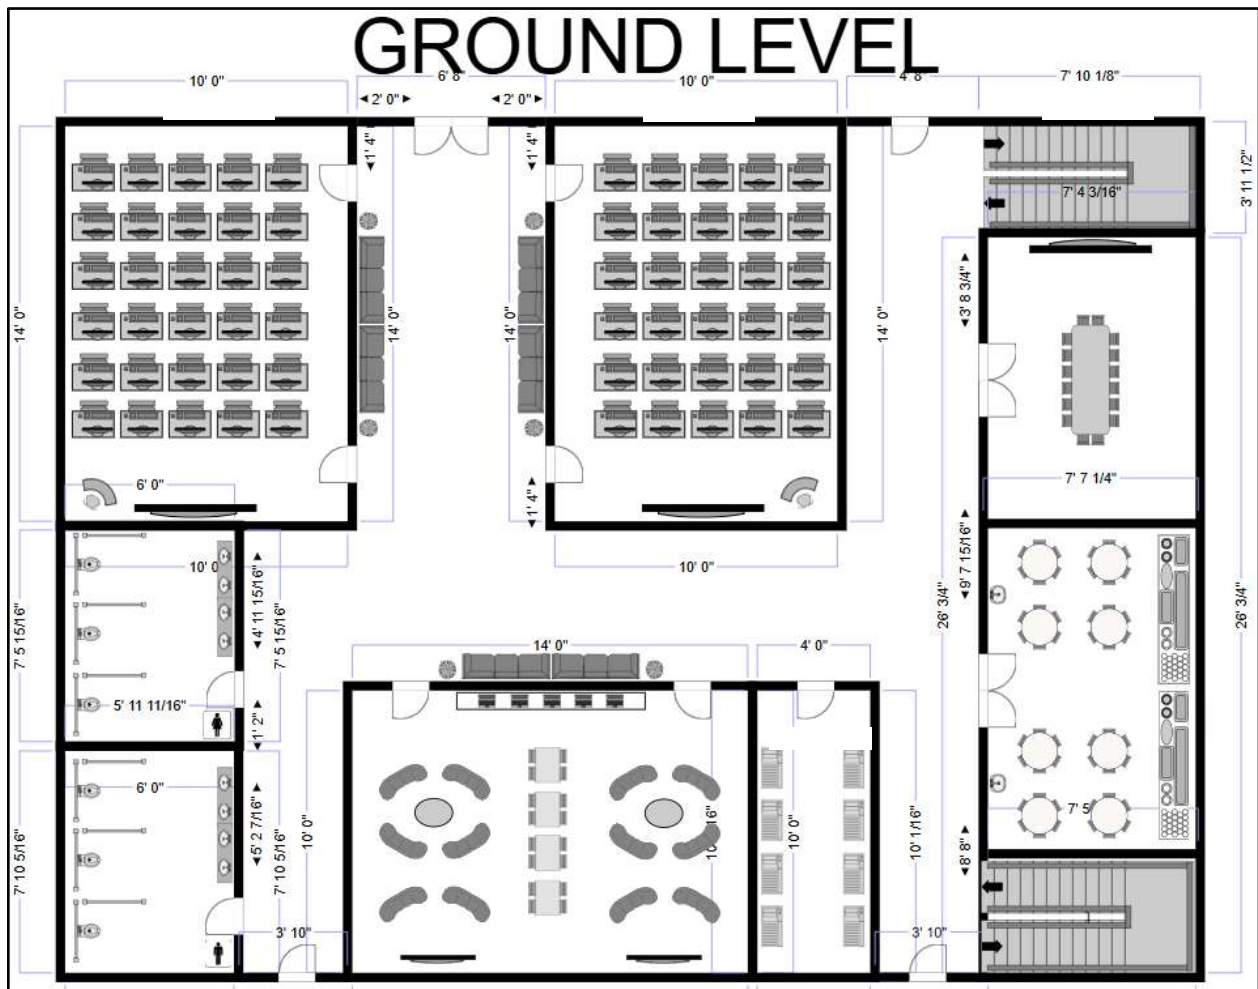 GROUND LEVEL
10' 0"
6' 8"
10' 0"
4' 8"
7' 10 1/8"
2' 0"
2' 0"
1' 4"
1' 4"
3' 11 1/2"
7' 4 3/16"
14' 0"
14' 0"
14' 0"
14' 0"
3' 8 3/4"
6' 0"
1' 4"
7' 7 1/4"
10' 0"
10' 0"
9' 7 15/16"
26' 3/4"
26' 3/4"
7' 5 15/16"
4' 11 15/16"
7' 5 15/16"
14' 0"
4' 0"
5' 11 11/16"
1' 2"
6' 0"
7' 10 5/16"
5' 2 7/16"
7' 10 5/16"
10' 0"
10' 0"
10' 1/16"
7' 5
8' 8"
3' 10"
3' 10"